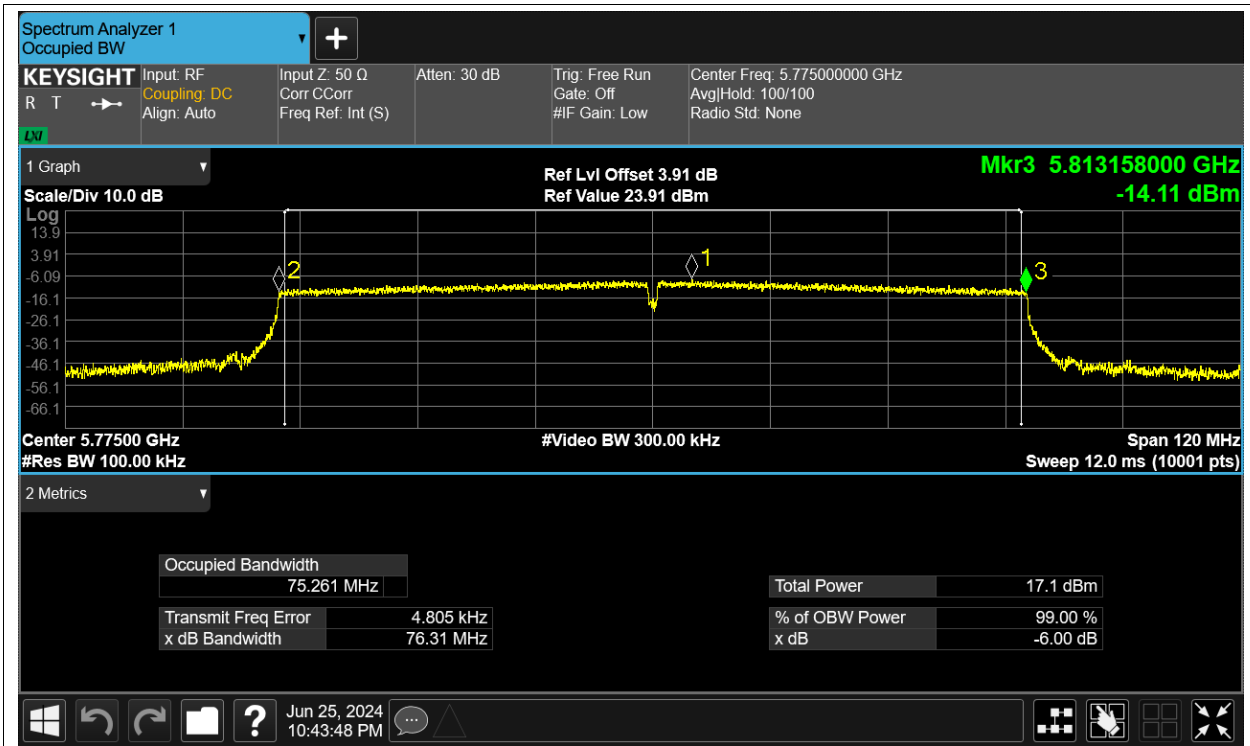 Spectrum Analyzer 1
Occupied BW
KEYSIGHT
R T
LXI
Input: RF
Coupling: DC
Align: Auto
Input Z: 50 Ω
Corr CCorr
Freq Ref: Int (S)
Atten: 30 dB
Trig: Free Run
Gate: Off
#IF Gain: Low
Center Freq: 5.775000000 GHz
Avg|Hold: 100/100
Radio Std: None
1 Graph
Scale/Div 10.0 dB
Ref Lvl Offset 3.91 dB
Ref Value 23.91 dBm
Mkr3 5.813158000 GHz
-14.11 dBm
Log
13.9
3.91
-6.09
-16.1
-26.1
-36.1
-46.1
-56.1
-66.1
2
1
3
Center 5.77500 GHz
#Video BW 300.00 kHz
Span 120 MHz
#Res BW 100.00 kHz
Sweep 12.0 ms (10001 pts)
2 Metrics
Occupied Bandwidth
75.261 MHz
Transmit Freq Error 4.805 kHz
x dB Bandwidth 76.31 MHz
Total Power 17.1 dBm
% of OBW Power 99.00 %
x dB -6.00 dB
?
Jun 25, 2024
10:43:48 PM